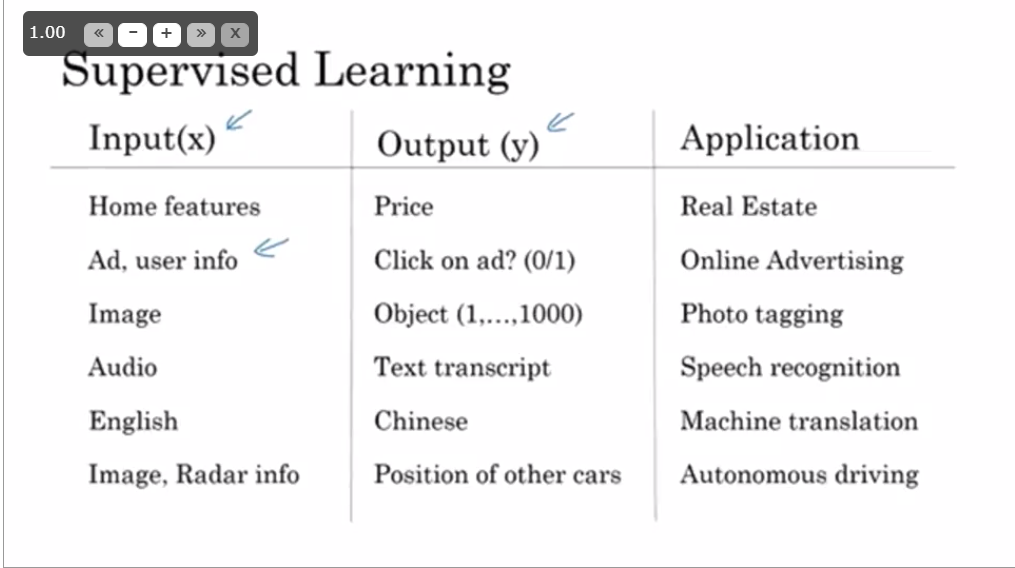 1.00 « − + » X
Supervised Learning
Input(x) Output (y) Application
Home features Price Real Estate
Ad, user info Click on ad? (0/1) Online Advertising
Image Object (1,...,1000) Photo tagging
Audio Text transcript Speech recognition
English Chinese Machine translation
Image, Radar info Position of other cars Autonomous driving